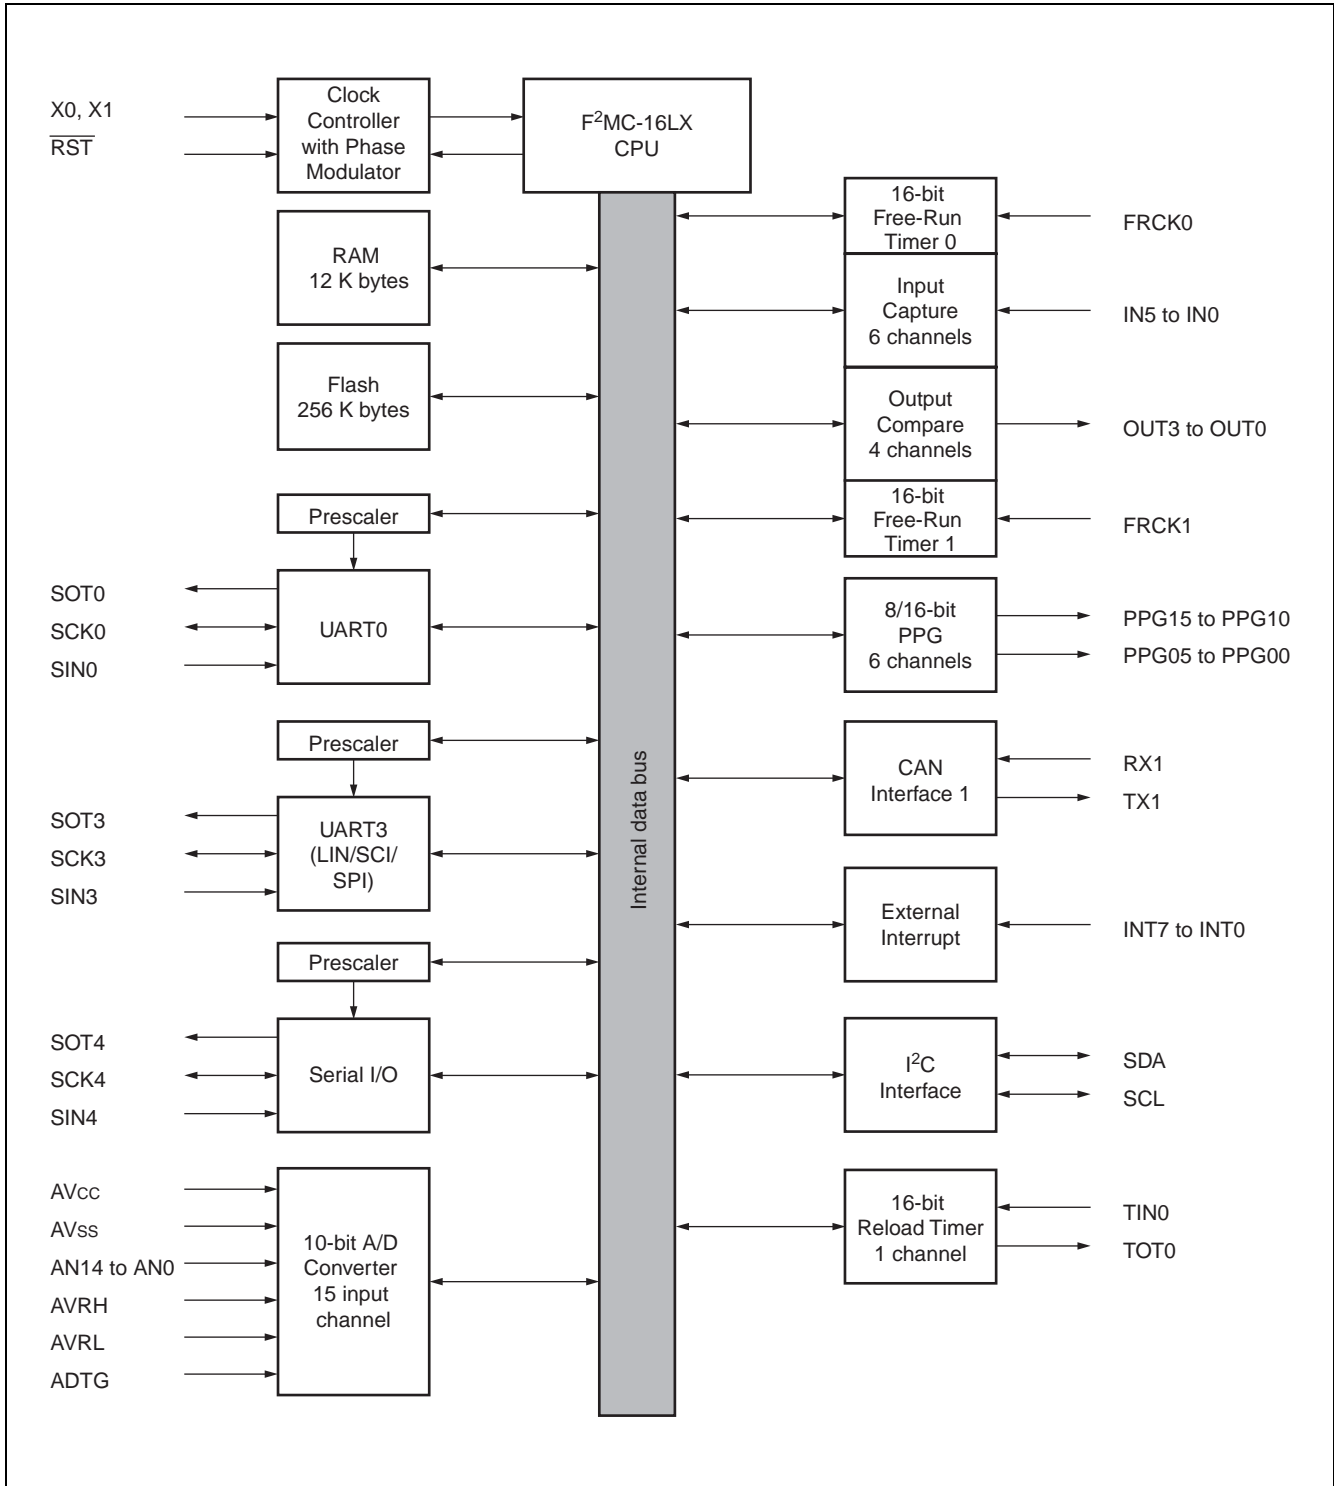 X0, X1
RST
Clock
Controller
with Phase
Modulator
F²MC-16LX
CPU
RAM
12 K bytes
Flash
256 K bytes
Prescaler
SOT0
SCK0
SIN0
UART0
Prescaler
SOT3
SCK3
SIN3
UART3
(LIN/SCI/
SPI)
Prescaler
SOT4
SCK4
SIN4
Serial I/O
AVCC
AVSS
AN14 to AN0
AVRH
AVRL
ADTG
10-bit A/D
Converter
15 input
channel
Internal data bus
16-bit
Free-Run
Timer 0
FRCK0
Input
Capture
6 channels
IN5 to IN0
Output
Compare
4 channels
OUT3 to OUT0
16-bit
Free-Run
Timer 1
FRCK1
8/16-bit
PPG
6 channels
PPG15 to PPG10
PPG05 to PPG00
CAN
Interface 1
RX1
TX1
External
Interrupt
INT7 to INT0
I²C
Interface
SDA
SCL
16-bit
Reload Timer
1 channel
TIN0
TOT0